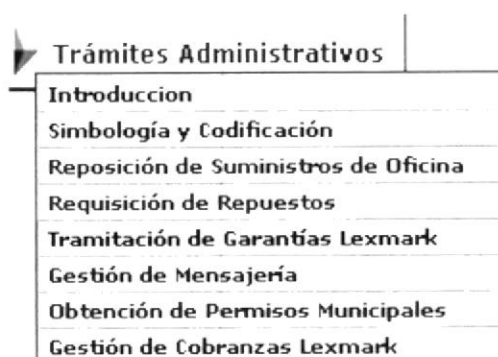 Trámites Administrativos
Introduccion
Simbología y Codificación
Reposición de Suministros de Oficina
Requisición de Repuestos
Tramitación de Garantías Lexmark
Gestión de Mensajería
Obtención de Permisos Municipales
Gestión de Cobranzas Lexmark